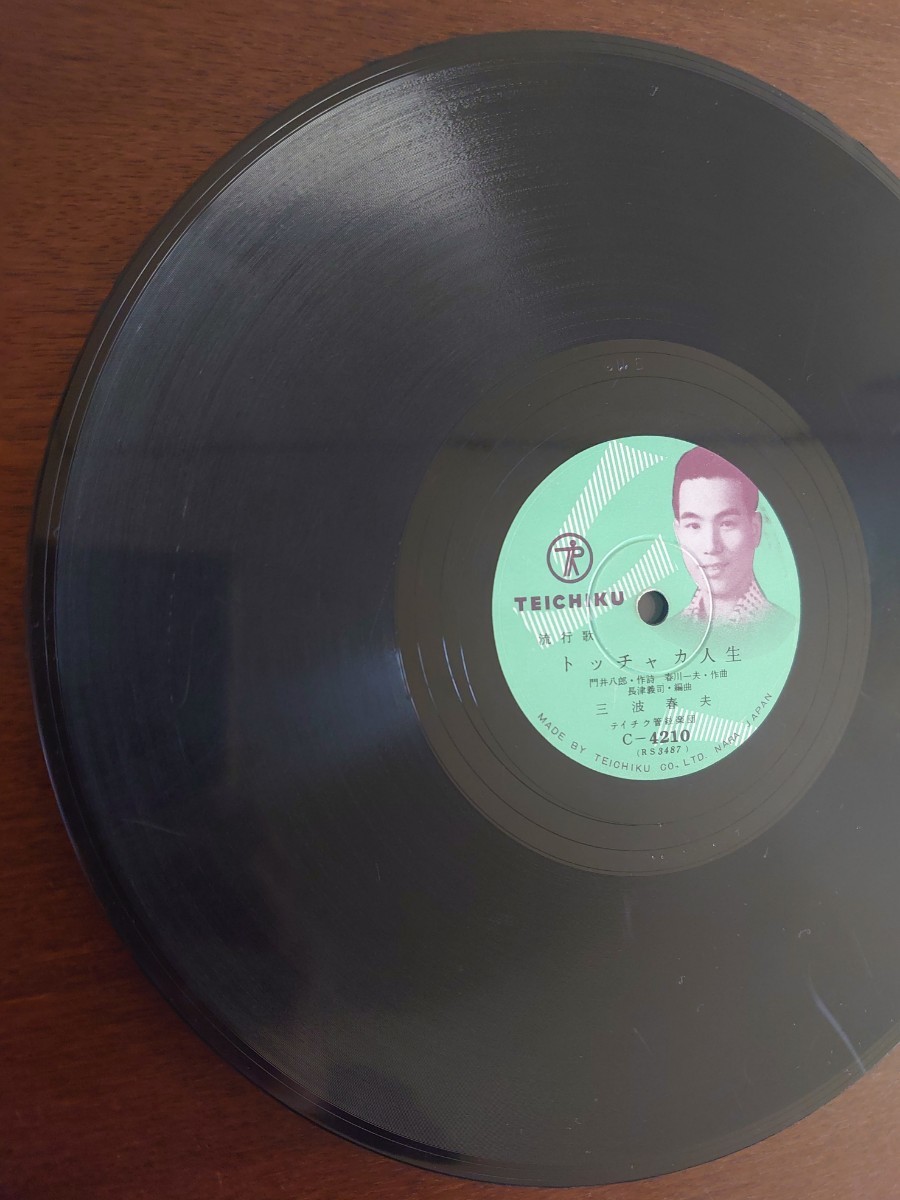 TEICHIKU
流行歌
トッチャカ人生
門井八郎・作詩 春川一夫・作曲
長津義司・編曲
三波春夫
テイチク管絃楽団
C-4210
(RS3487)
MADE BY TEICHIKU CO., LTD. NARA JAPAN